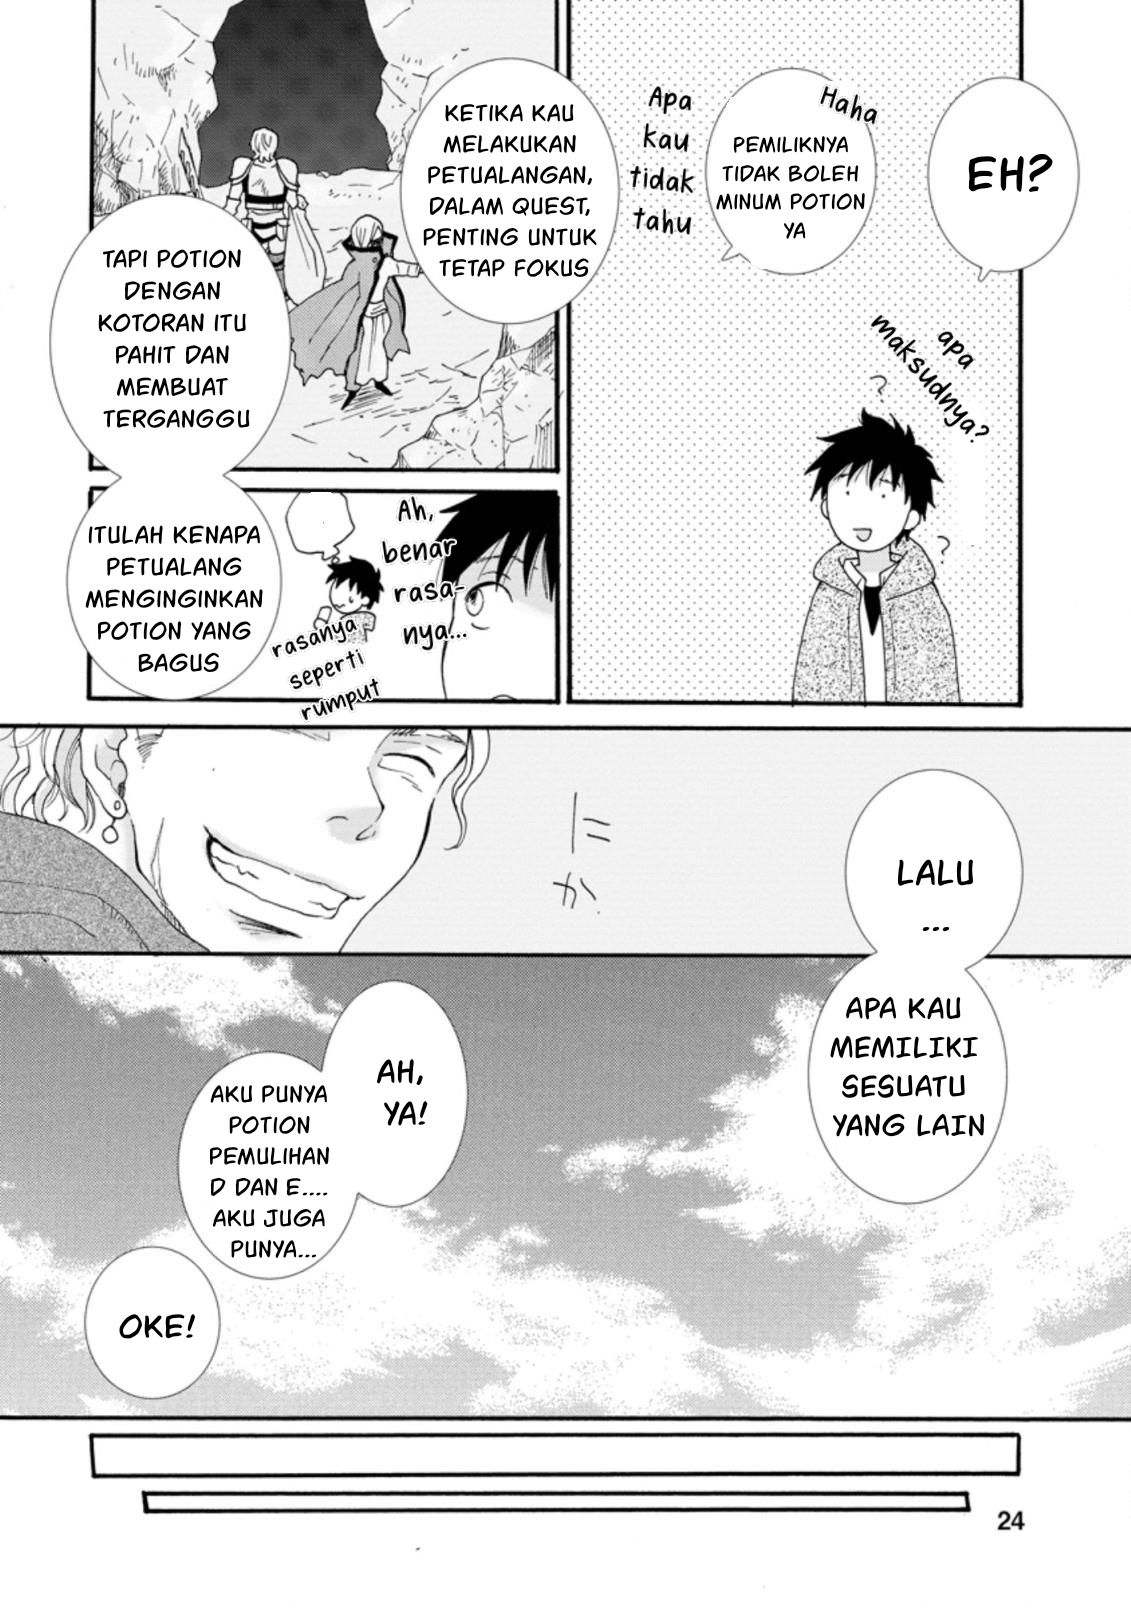 EH?
Haha
PEMILIKNYA
TIDAK BOLEH
MINUM POTION
YA
Apa
kau
tidak
tahu
apa
maksudnya?
?
?
KETIKA KAU
MELAKUKAN
PETUALANGAN,
DALAM QUEST,
PENTING UNTUK
TETAP FOKUS
TAPI POTION
DENGAN
KOTORAN ITU
PAHIT DAN
MEMBUAT
TERGANGGU
Ah,
benar
rasa-
nya...
rasanya
seperti
rumput
ITULAH KENAPA
PETUALANG
MENGINGINKAN
POTION YANG
BAGUS
にか
LALU
...
APA KAU
MEMILIKI
SESUATU
YANG LAIN
AH,
YA!
AKU PUNYA
POTION
PEMULIHAN
D DAN E....
AKU JUGA
PUNYA...
OKE!
24